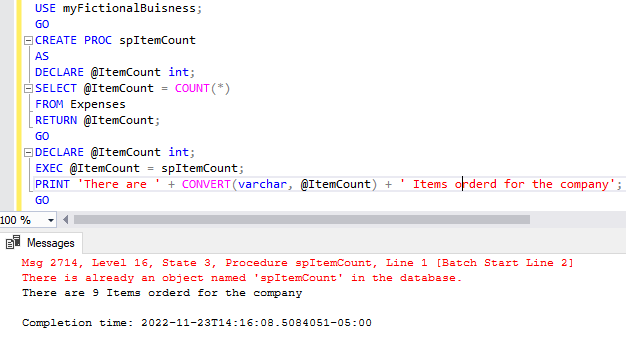 USE myFictionalBuisness;
GO
CREATE PROC spItemCount
AS
DECLARE @ItemCount int;
SELECT @ItemCount = COUNT(*)
FROM Expenses
RETURN @ItemCount;
GO
DECLARE @ItemCount int;
EXEC @ItemCount = spItemCount;
PRINT 'There are ' + CONVERT(varchar, @ItemCount) + ' Items orderd for the company';
GO
100 %
Messages
Msg 2714, Level 16, State 3, Procedure spItemCount, Line 1 [Batch Start Line 2]
There is already an object named 'spItemCount' in the database.
There are 9 Items orderd for the company
Completion time: 2022-11-23T14:16:08.5084051-05:00